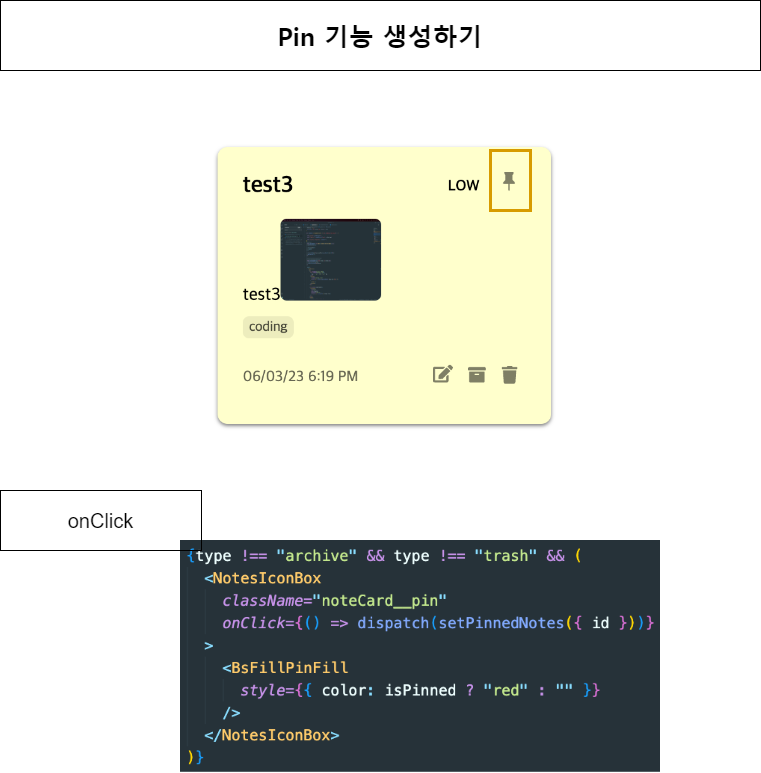 Pin 기능 생성하기
test3
LOW
test3
coding
06/03/23 6:19 PM
onClick
{type !== "archive" && type !== "trash" && (
<NotesIconBox
className="noteCard__pin"
onClick={() => dispatch(setPinnedNotes({ id }))}
>
<BsFillPinFill
style={{ color: isPinned ? "red" : "" }}
/>
</NotesIconBox>
)}